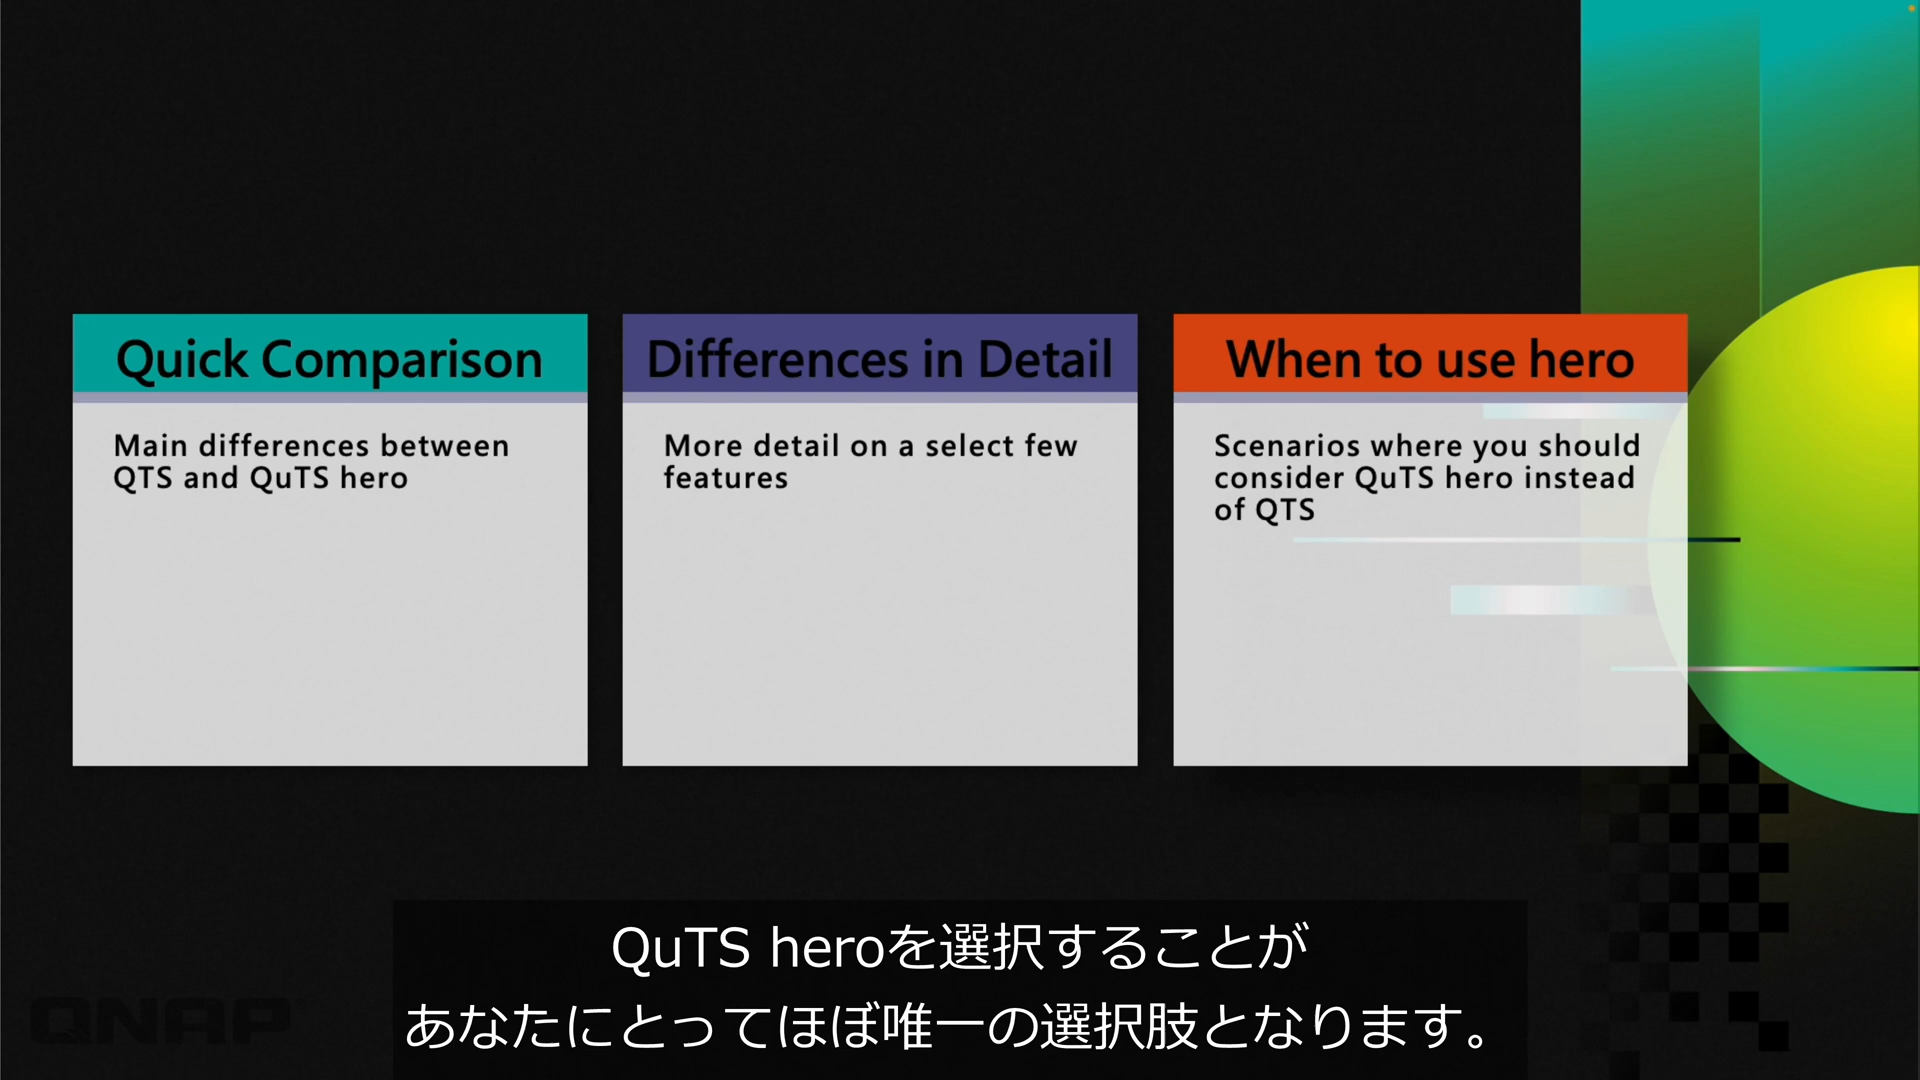 Quick Comparison
Main differences between
QTS and QuTS hero
Differences in Detail
More detail on a select few
features
When to use hero
Scenarios where you should
consider QuTS hero instead
of QTS
QNAP
QuTS heroを選択することが
あなたにとってほぼ唯一の選択肢となります。